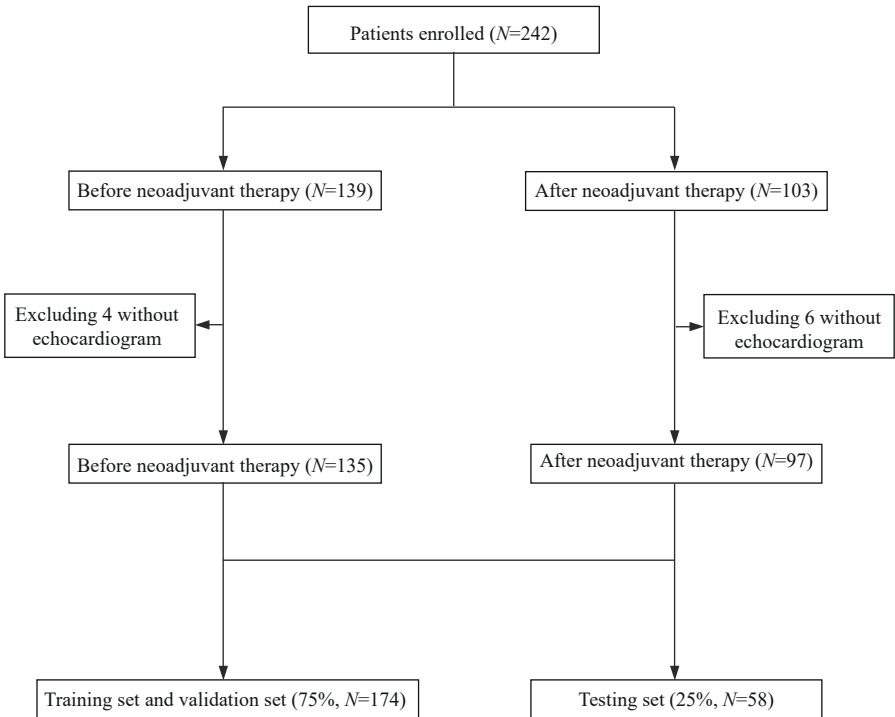 Patients enrolled (N=242)
Before neoadjuvant therapy (N=139)
After neoadjuvant therapy (N=103)
Excluding 4 without
echocardiogram
Excluding 6 without
echocardiogram
Before neoadjuvant therapy (N=135)
After neoadjuvant therapy (N=97)
Training set and validation set (75%, N=174)
Testing set (25%, N=58)